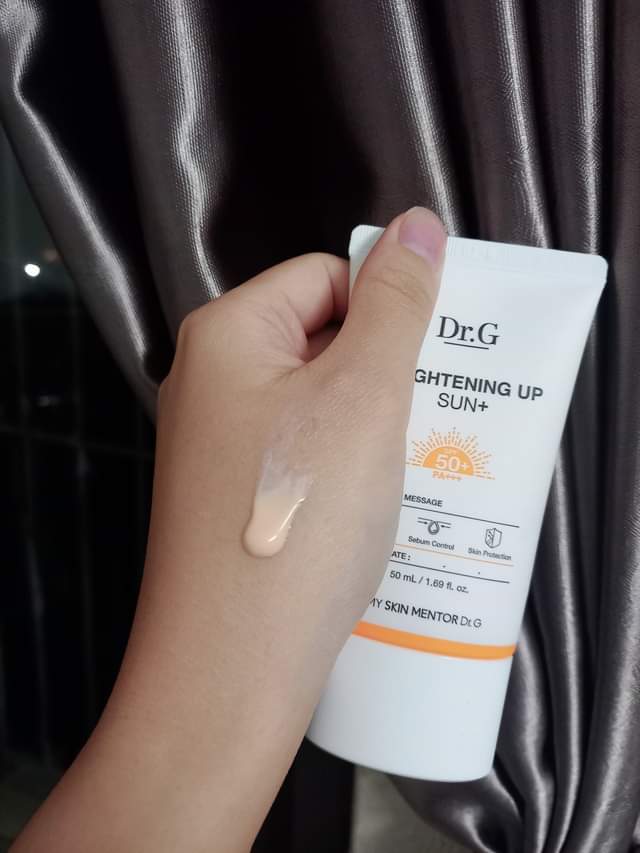 Dr.G
GHTENING UP
SUN+
SPF
50+
PA+++
MESSAGE
Sebum Control
Skin Protection
ATE : . .
50 mL / 1.69 fl. oz.
MY SKIN MENTOR Dr.G